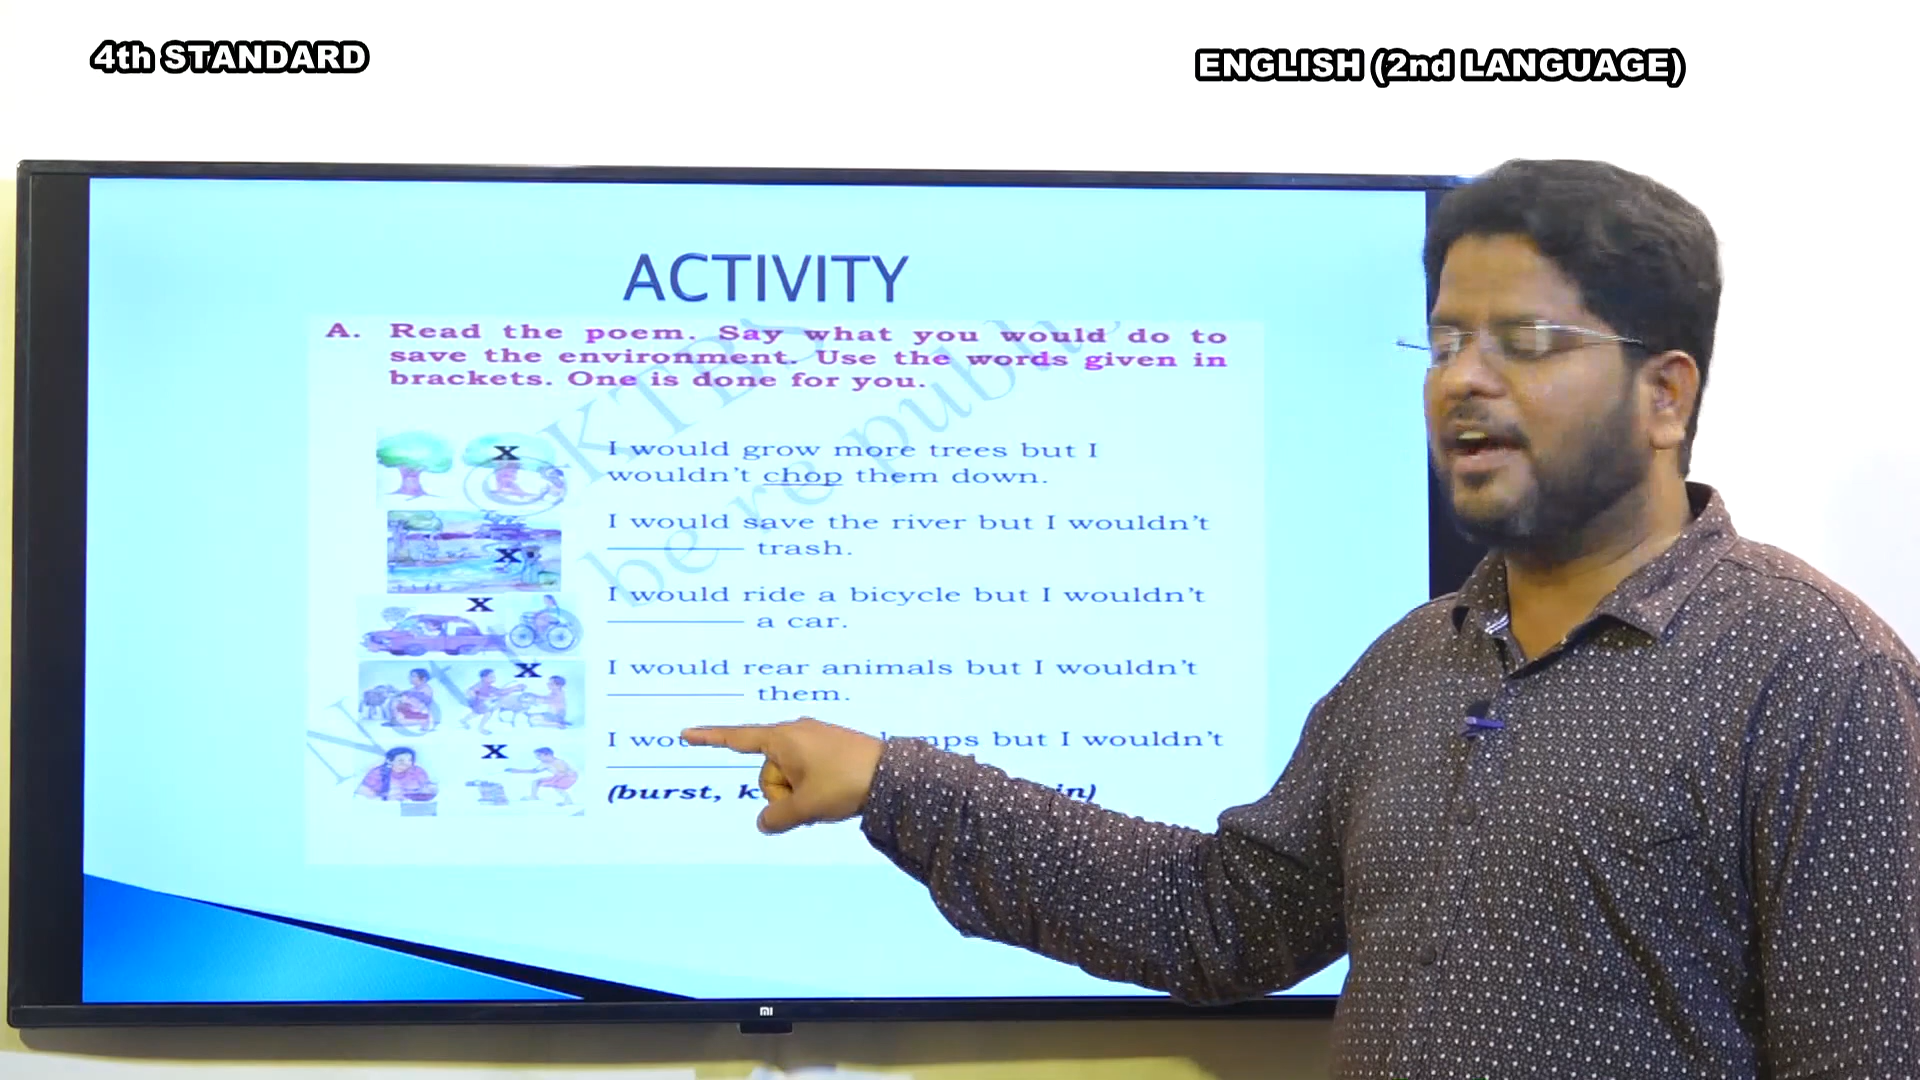 4th STANDARD
ENGLISH (2nd LANGUAGE)
ACTIVITY
A. Read the poem. Say what you would do to
save the environment. Use the words given in
brackets. One is done for you.
x
I would grow more trees but I
wouldn't chop them down.
I would save the river but I wouldn't
x
trash.
I would ride a bicycle but I wouldn't
x
a car.
I would rear animals but I wouldn't
x
them.
I but I wouldn't
x
(burst,
mi